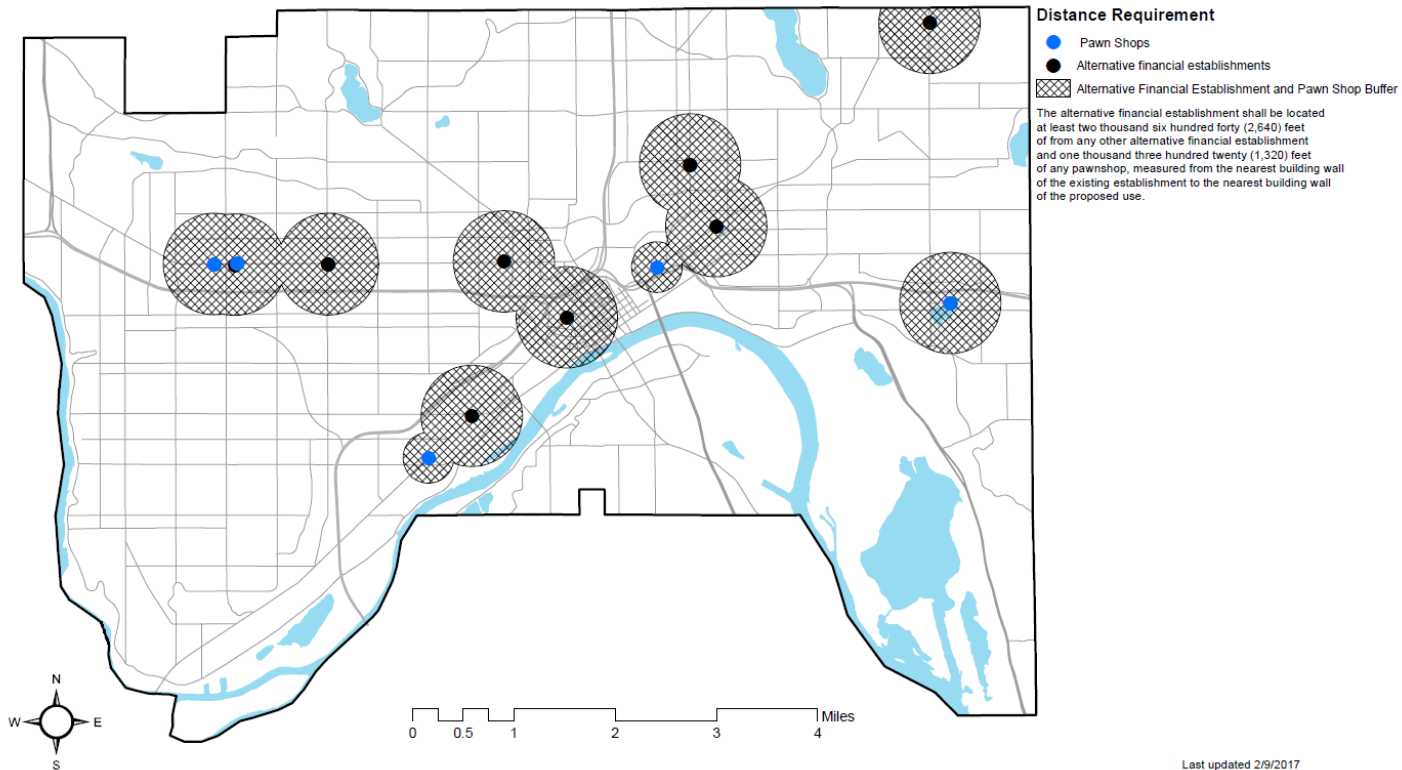 Distance Requirement
Pawn Shops
Alternative financial establishments
Alternative Financial Establishment and Pawn Shop Buffer
The alternative financial establishment shall be located
at least two thousand six hundred forty (2,640) feet
of from any other alternative financial establishment
and one thousand three hundred twenty (1,320) feet
of any pawnshop, measured from the nearest building wall
of the existing establishment to the nearest building wall
of the proposed use.
N
W E
S
Miles
0 0.5 1 2 3 4
Last updated 2/9/2017